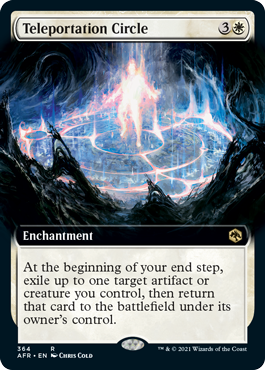 Teleportation Circle 3
Enchantment
At the beginning of your end step,
exile up to one target artifact or
creature you control, then return
that card to the battlefield under its
owner's control.
364 R
AFR • EN Chris Cold ™ & © 2021 Wizards of the Coast